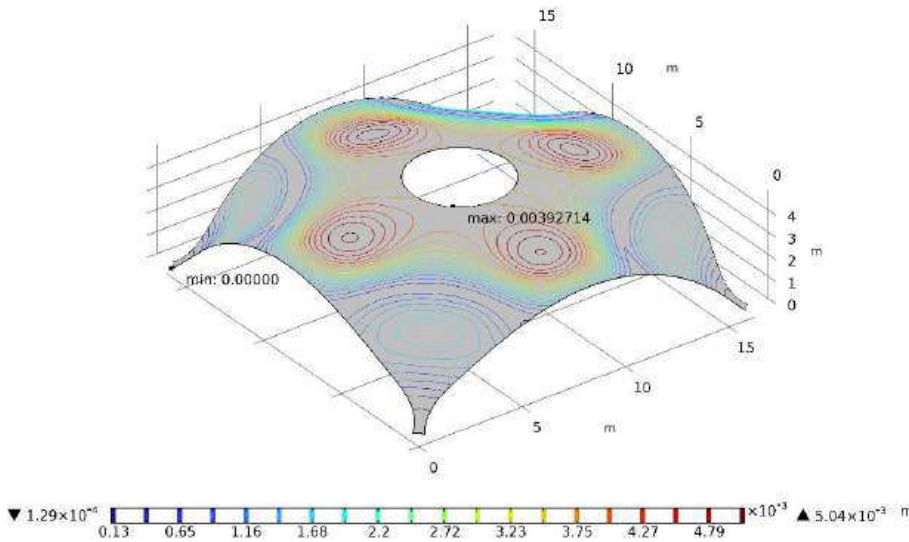 15
10 m
5
0
4
3
2 m
1
0
max: 0.00392714
min: 0.00000
15
10
5 m
0
▼ 1.29×10⁻⁴
×10⁻³
▲ 5.04×10⁻³ m
0.13 0.65 1.16 1.68 2.2 2.72 3.23 3.75 4.27 4.79